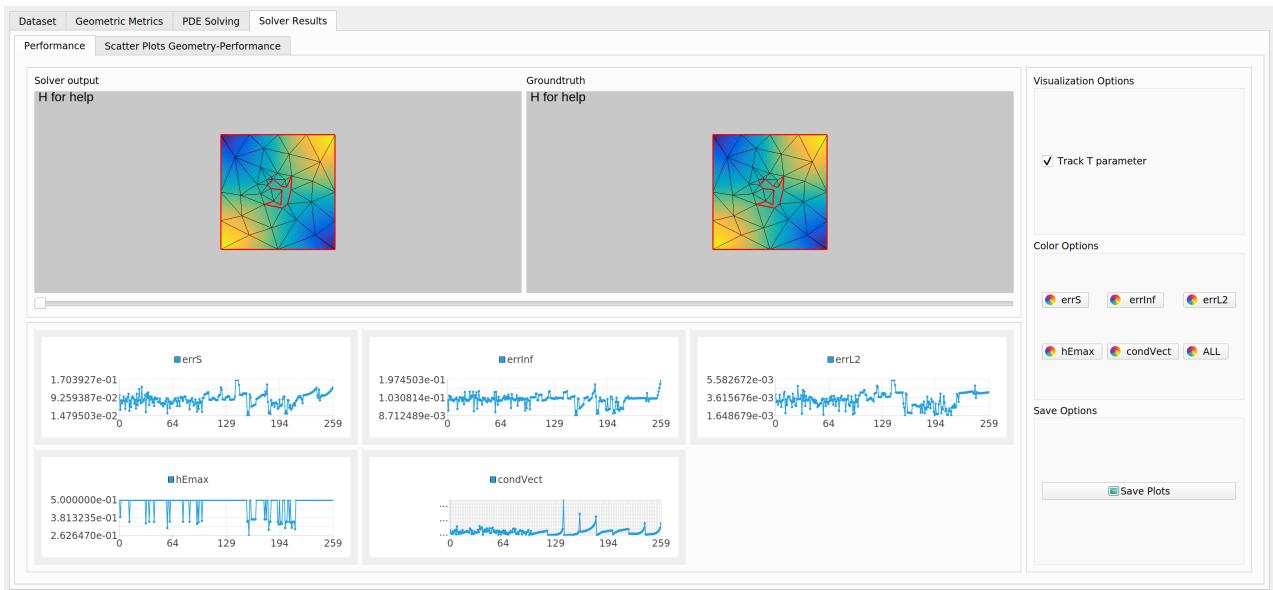 Dataset Geometric Metrics PDE Solving Solver Results
Performance Scatter Plots Geometry-Performance
Solver output
H for help
Groundtruth
H for help
errS
1.703927e-01
9.259387e-02
1.479503e-02
0 64 129 194 259
errInf
1.974503e-01
1.030814e-01
8.712489e-03
0 64 129 194 259
errL2
5.582672e-03
3.615676e-03
1.648679e-03
0 64 129 194 259
hEmax
5.000000e-01
3.813235e-01
2.626470e-01
0 64 129 194 259
condVect
...
...
...
0 64 129 194 259
Visualization Options
Track T parameter
Color Options
errS errInf errL2
hEmax condVect ALL
Save Options
Save Plots